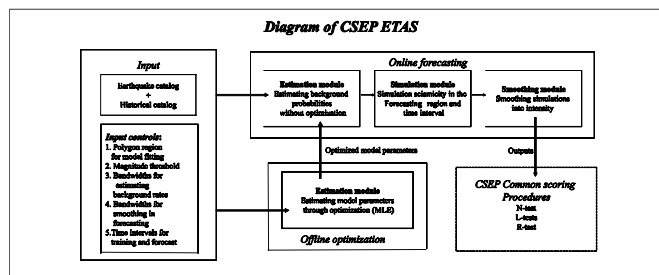 Diagram of CSEP ETAS
Input
Earthquake catalog
+
Historical catalog
Input controls:
1. Polygon region
for model fitting
2. Magnitude threshold
3. Bandwidths for
estimating
background rates
4. Bandwidths for
smoothing in
forecasting
5.Time intervals for
training and forecast
Online forecasting
Estimation module
Estimating background
probabilities
without optimization
Simulation module
Simulation seismicity in the
Forecasting region and
time interval
Smoothing module
Smoothing simulations
into intensity
Optimized model parameters
Outputs
Estimation module
Estimating model parameters
through optimization (MLE)
Offline optimization
CSEP Common scoring
Procedures
N-test
L-tests
R-test